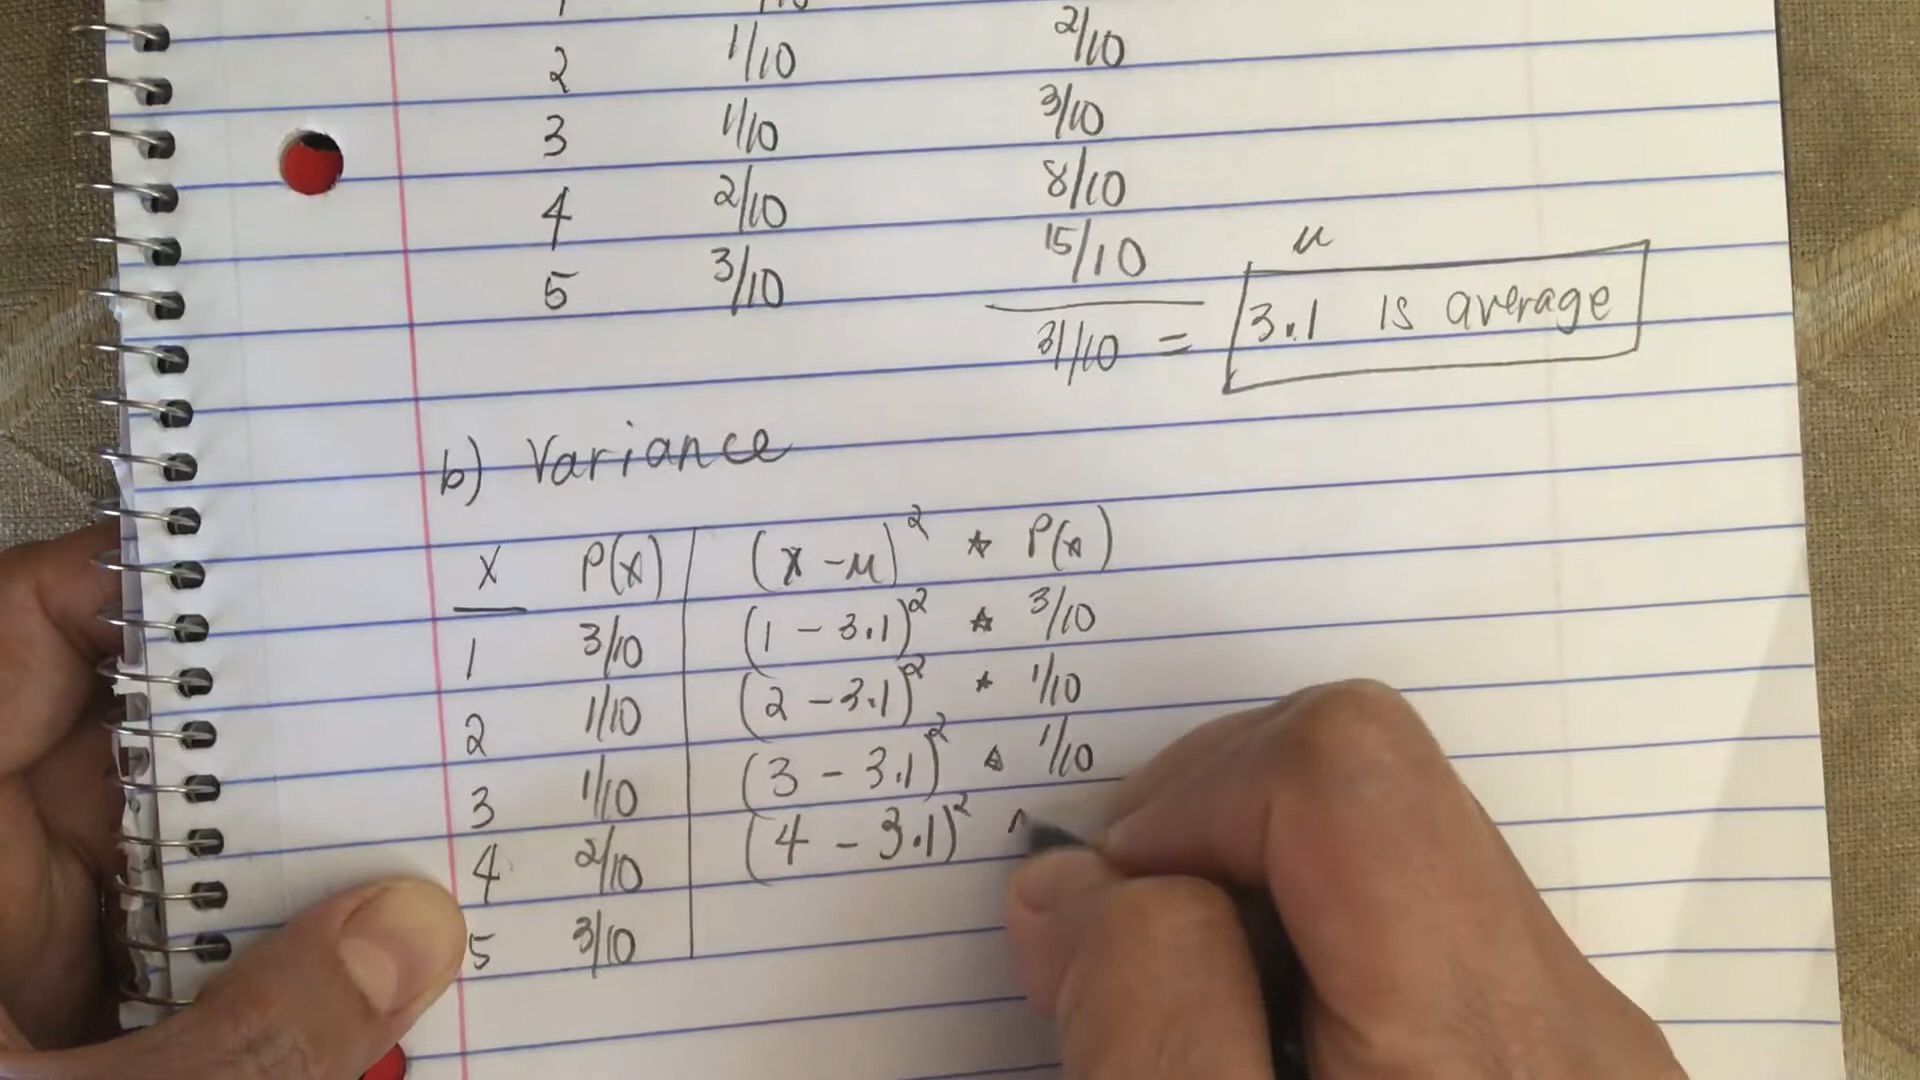 2 1/10 2/10
3 1/10 3/10
4 2/10 8/10
5 3/10 15/10
μ
31/10 = 3.1 is average
b) Variance
x P(x) (x - μ)² * P(x)
1 3/10 (1 - 3.1)² * 3/10
2 1/10 (2 - 3.1)² * 1/10
3 1/10 (3 - 3.1)² * 1/10
4 2/10 (4 - 3.1)²
5 3/10